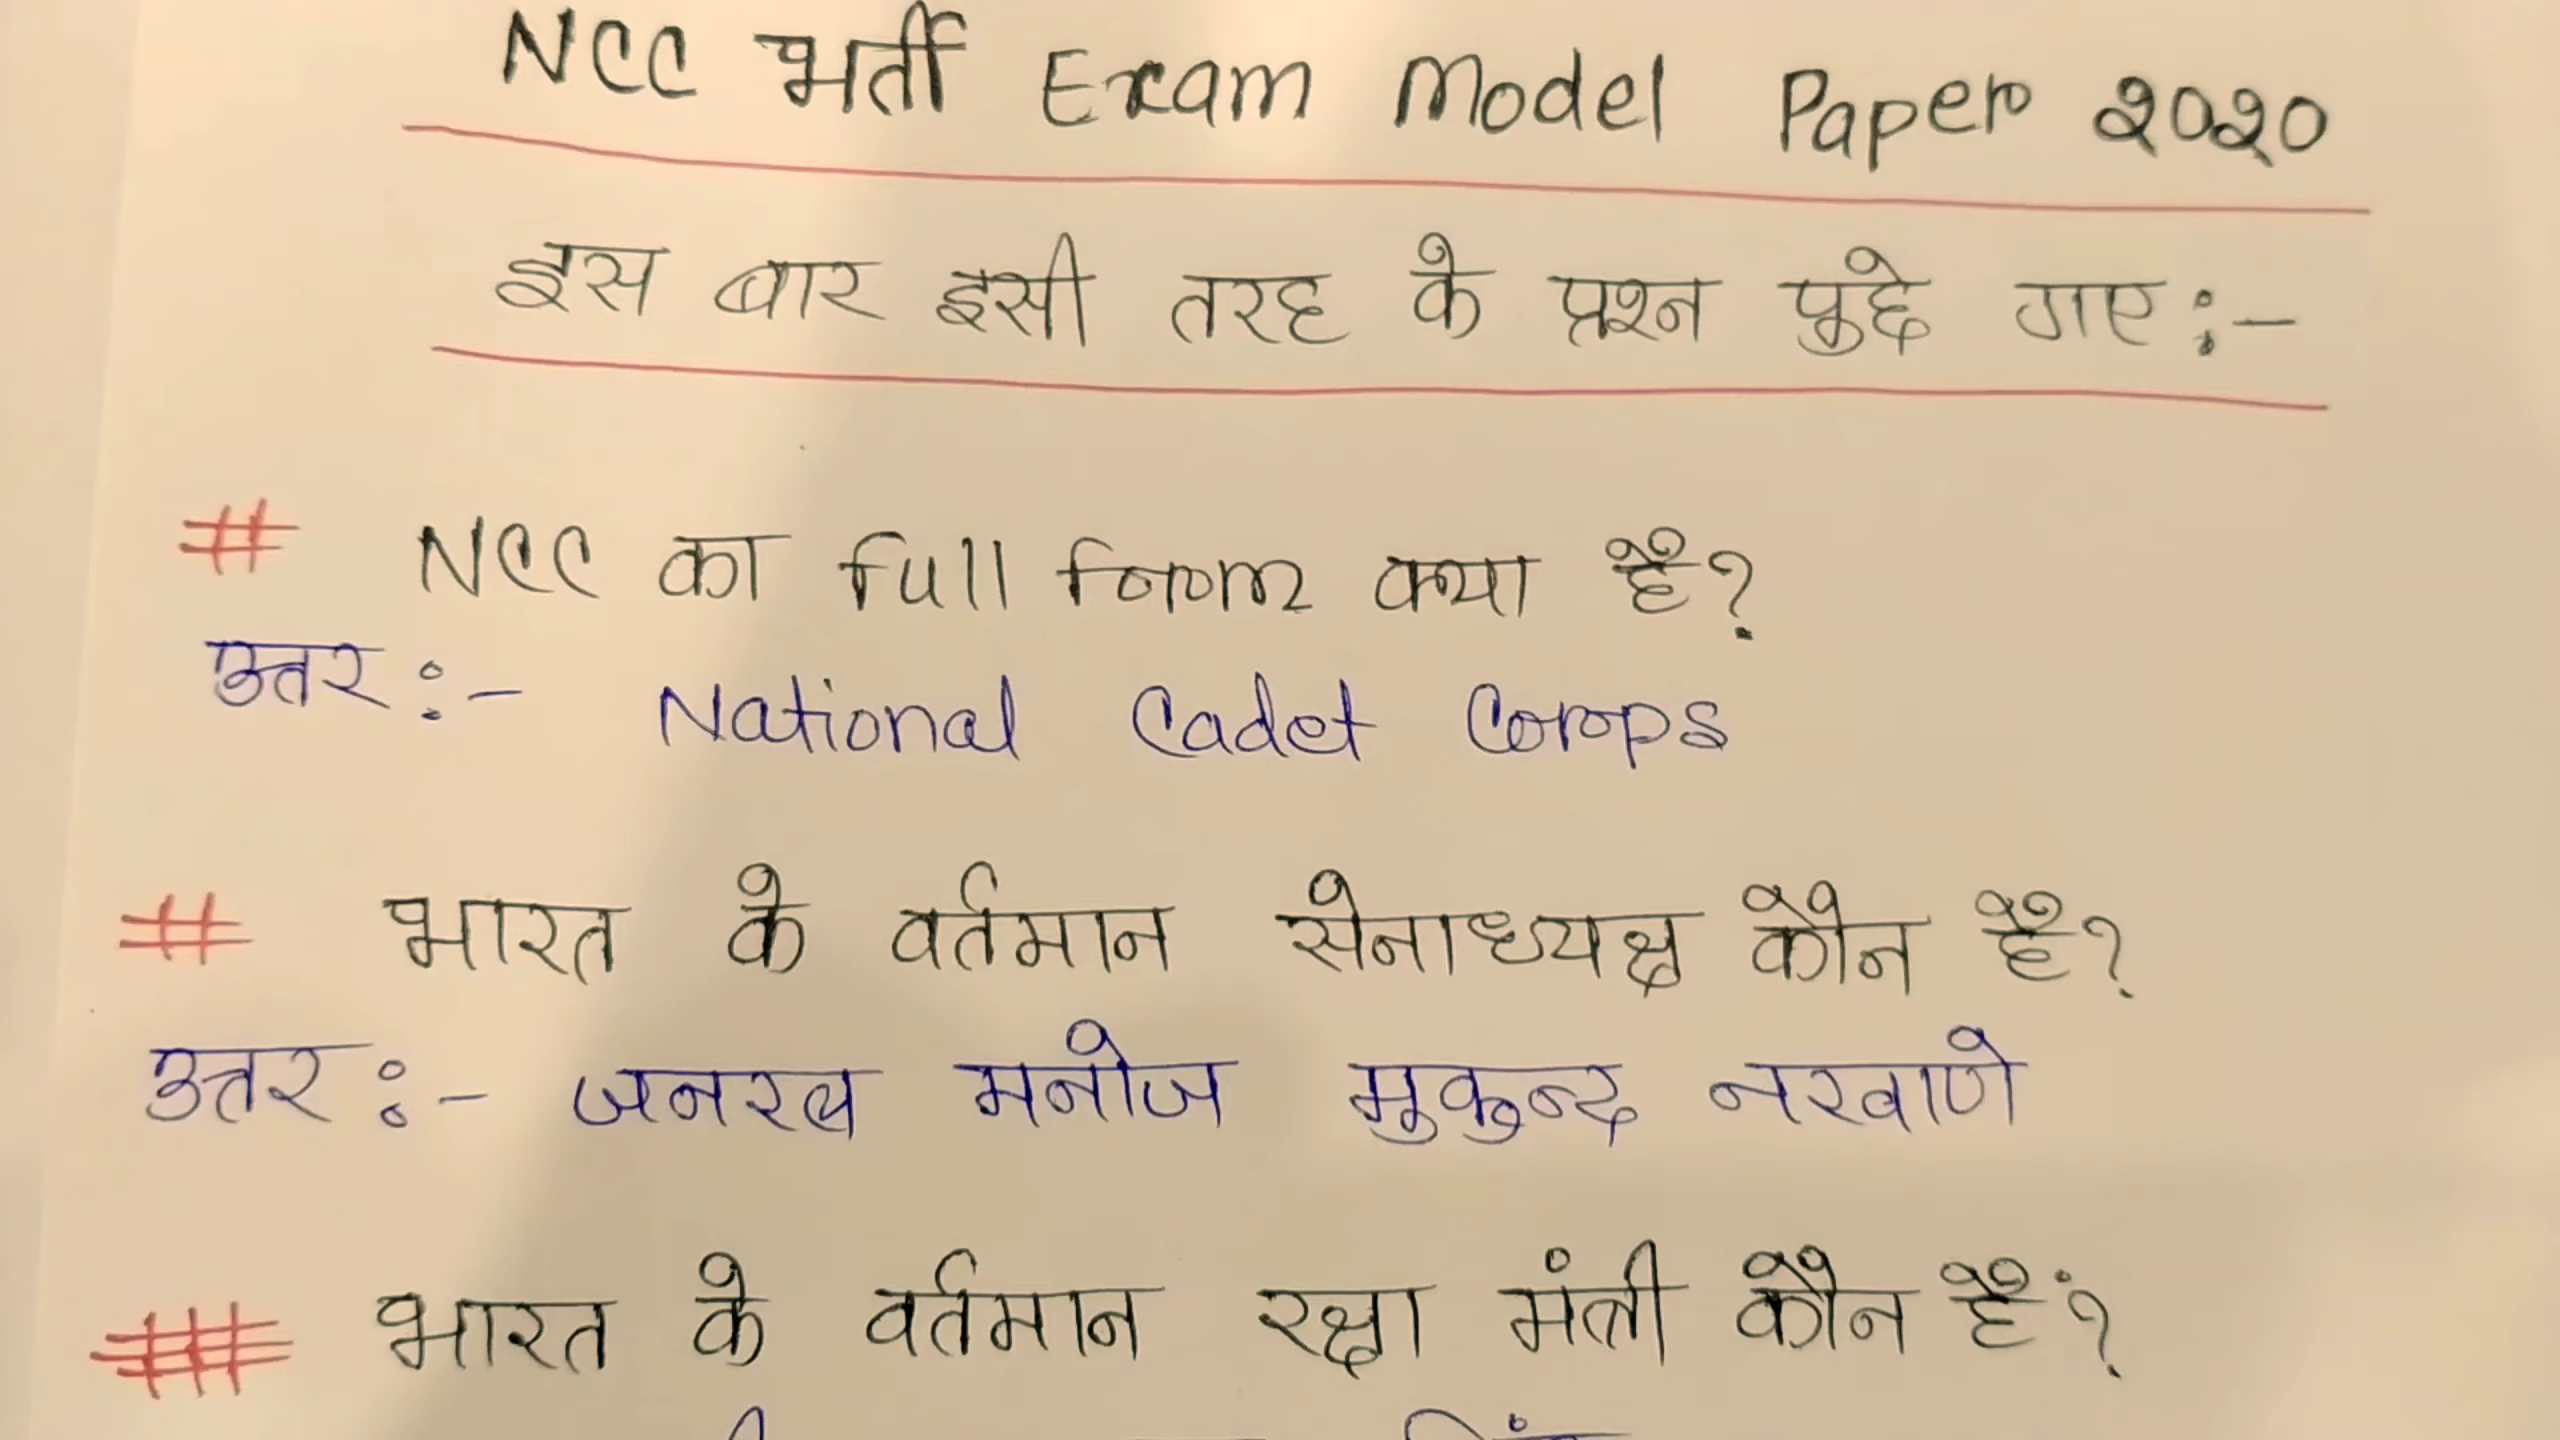 NCC भर्ती Exam Model Paper २०२०
इस बार इसी तरह के प्रश्न पुछे गए :-
# NCC का full form क्या है?
उत्तर :- National Cadet Corps
# भारत के वर्तमान सेनाध्यक्ष कौन है?
उत्तर :- जनरल मनोज मुकुन्द नरवाणे
# भारत के वर्तमान रक्षा मंत्री कौन हैं?